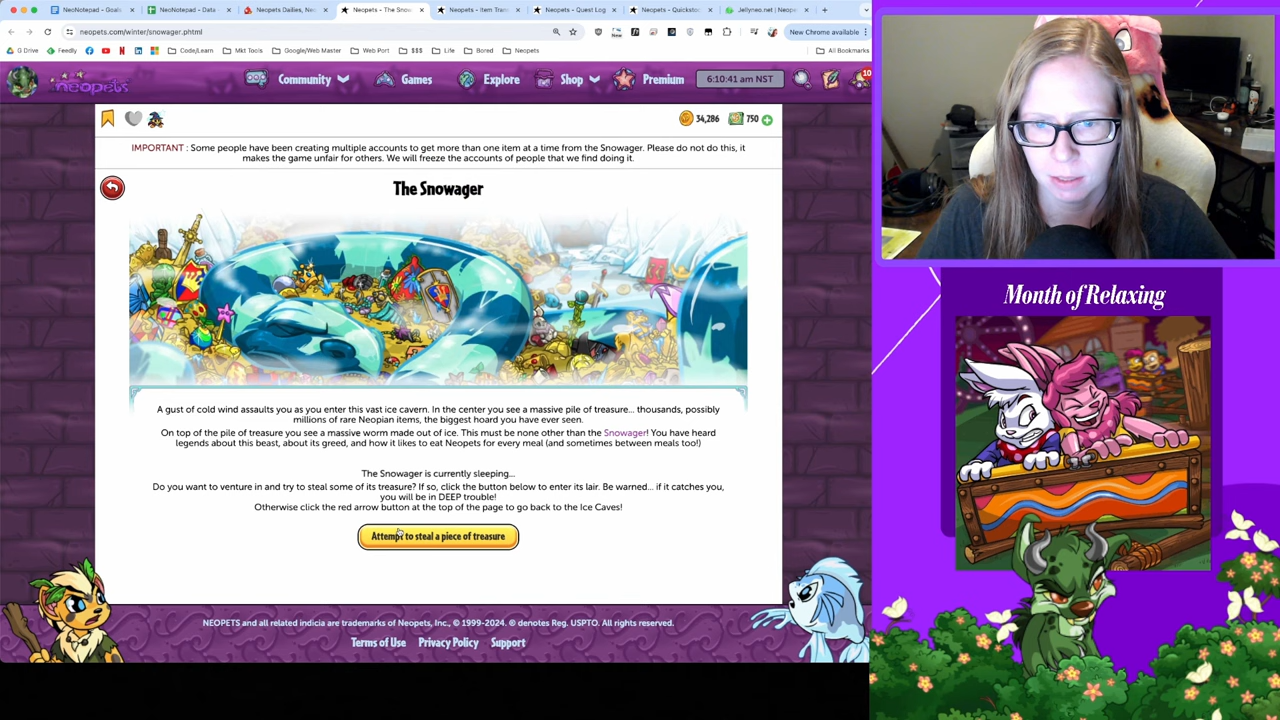 NeoNotepad - Goals
NeoNotepad - Data
Neopets Dailies, Neo
Neopets - The Snow
Neopets - Item Tran
Neopets - Quest Log
Neopets - Quickstoc
Jellyneo.net | Neope
neopets.com/winter/snowager.phtml
New Chrome available
G Drive
Feedly
Code/Learn
Mkt Tools
Google/Web Master
Web Port
$$$
Life
Bored
Neopets
All Bookmarks
neopets
Community
Games
Explore
Shop
Premium
6:10:41 am NST
10
34,286
750
IMPORTANT : Some people have been creating multiple accounts to get more than one item at a time from the Snowager. Please do not do this, it
makes the game unfair for others. We will freeze the accounts of people that we find doing it.
The Snowager
A gust of cold wind assaults you as you enter this vast ice cavern. In the center you see a massive pile of treasure... thousands, possibly
millions of rare Neopian items, the biggest hoard you have ever seen.
On top of the pile of treasure you see a massive worm made out of ice. This must be none other than the Snowager! You have heard
legends about this beast, about its greed, and how it likes to eat Neopets for every meal (and sometimes between meals too!)
The Snowager is currently sleeping...
Do you want to venture in and try to steal some of its treasure? If so, click the button below to enter its lair. Be warned... if it catches you,
you will be in DEEP trouble!
Otherwise click the red arrow button at the top of the page to go back to the Ice Caves!
Attempt to steal a piece of treasure
NEOPETS and all related indicia are trademarks of Neopets, Inc., © 1999-2024. ® denotes Reg. USPTO. All rights reserved.
Terms of Use
Privacy Policy
Support
Month of Relaxing